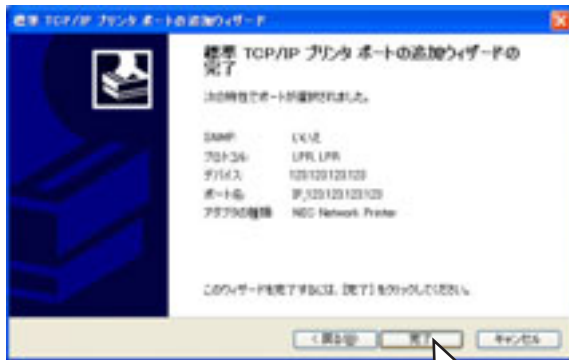 標準 TCP/IP プリンタ ポートの追加ウィザード
標準 TCP/IP プリンタ ポートの追加ウィザードの
完了
次の特性でポートが選択されました。
SNMP いいえ
プロトコル LPR, LPR
デバイス 123.123.123.123
ポート名 IP_123.123.123.123
アダプタの種類 NEC Network Printer
このウィザードを完了するには、[完了] をクリックしてください。
< 戻る(B) 完了 キャンセル